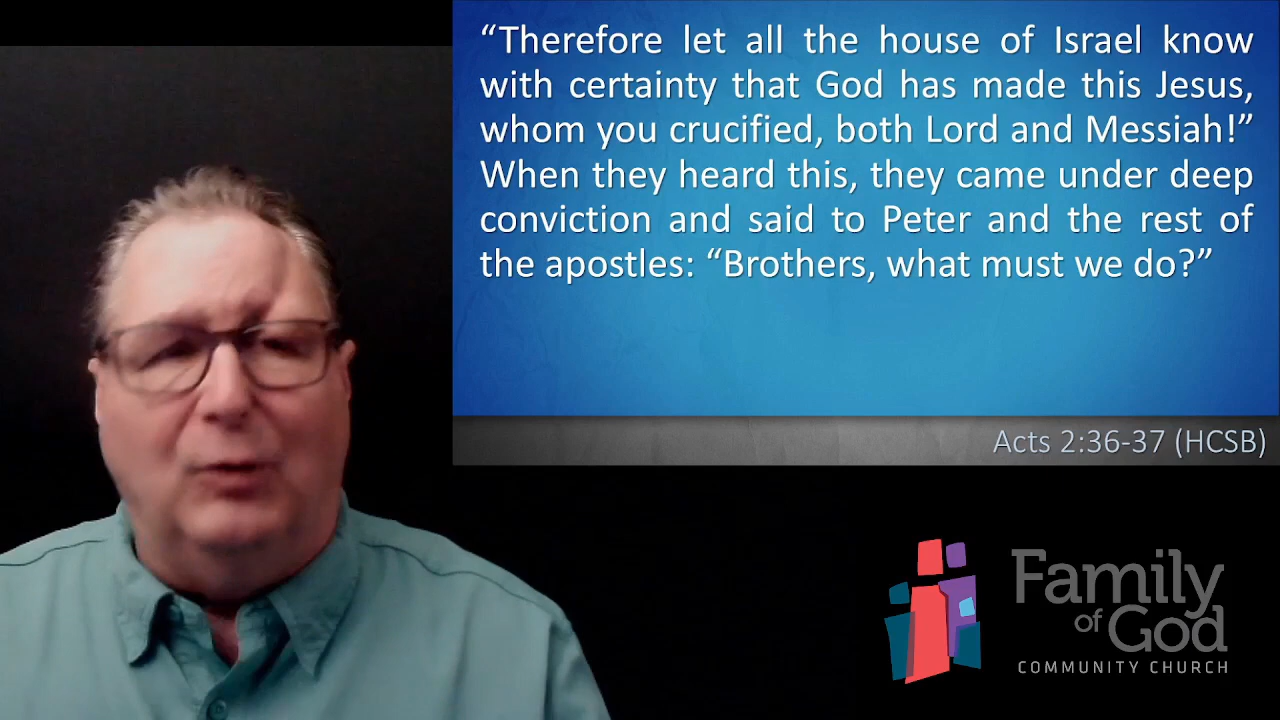 “Therefore let all the house of Israel know
with certainty that God has made this Jesus,
whom you crucified, both Lord and Messiah!”
When they heard this, they came under deep
conviction and said to Peter and the rest of
the apostles: “Brothers, what must we do?”
Acts 2:36-37 (HCSB)
Family
of God
COMMUNITY CHURCH